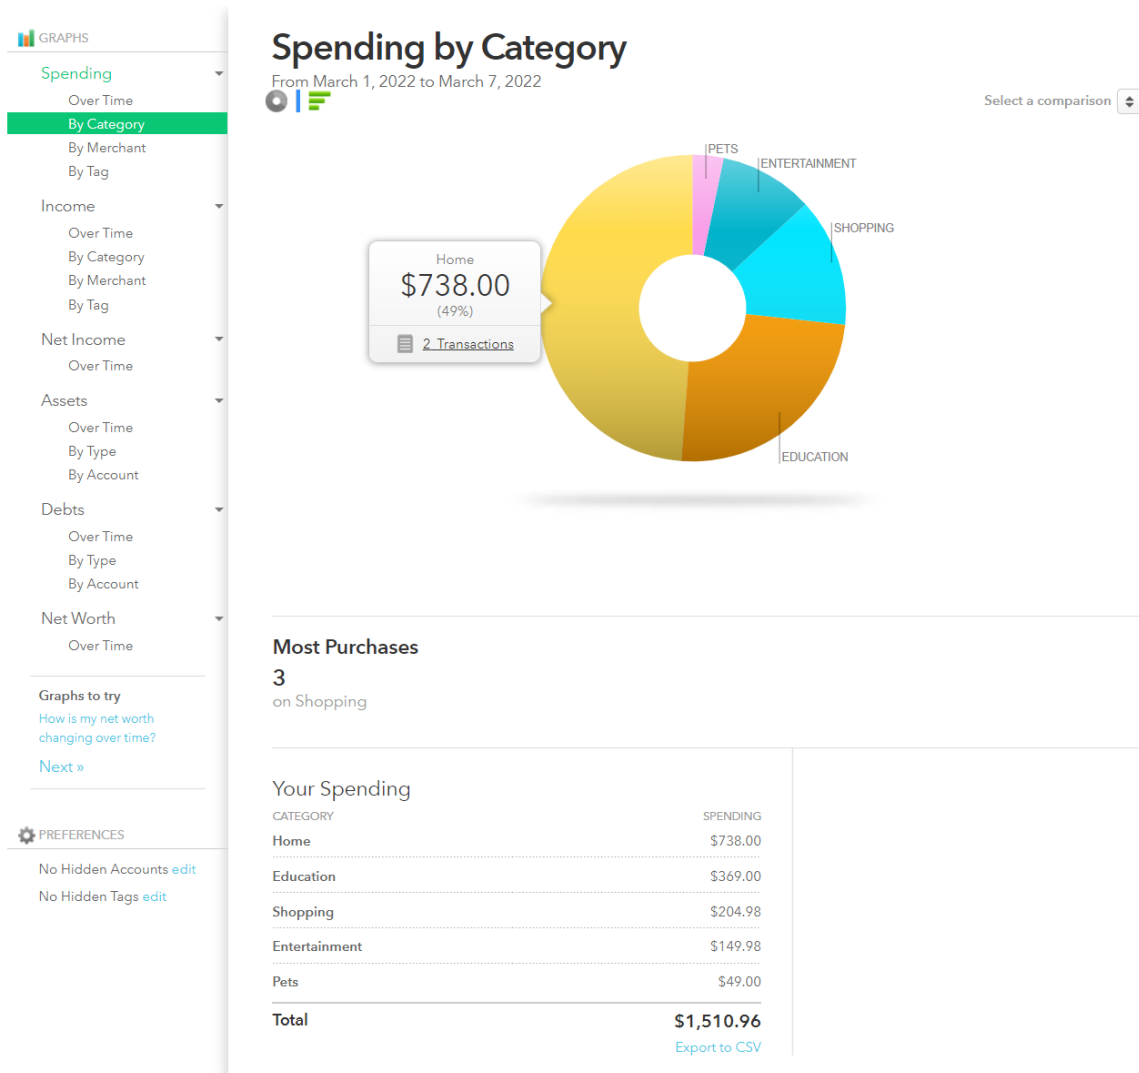 GRAPHS
Spending
Over Time
By Category
By Merchant
By Tag
Income
Over Time
By Category
By Merchant
By Tag
Net Income
Over Time
Assets
Over Time
By Type
By Account
Debts
Over Time
By Type
By Account
Net Worth
Over Time
Graphs to try
How is my net worth
changing over time?
Next »
PREFERENCES
No Hidden Accounts edit
No Hidden Tags edit
Spending by Category
From March 1, 2022 to March 7, 2022
Select a comparison
PETS
ENTERTAINMENT
SHOPPING
Home
$738.00
(49%)
2 Transactions
EDUCATION
Most Purchases
3
on Shopping
Your Spending
CATEGORY SPENDING
Home $738.00
Education $369.00
Shopping $204.98
Entertainment $149.98
Pets $49.00
Total $1,510.96
Export to CSV